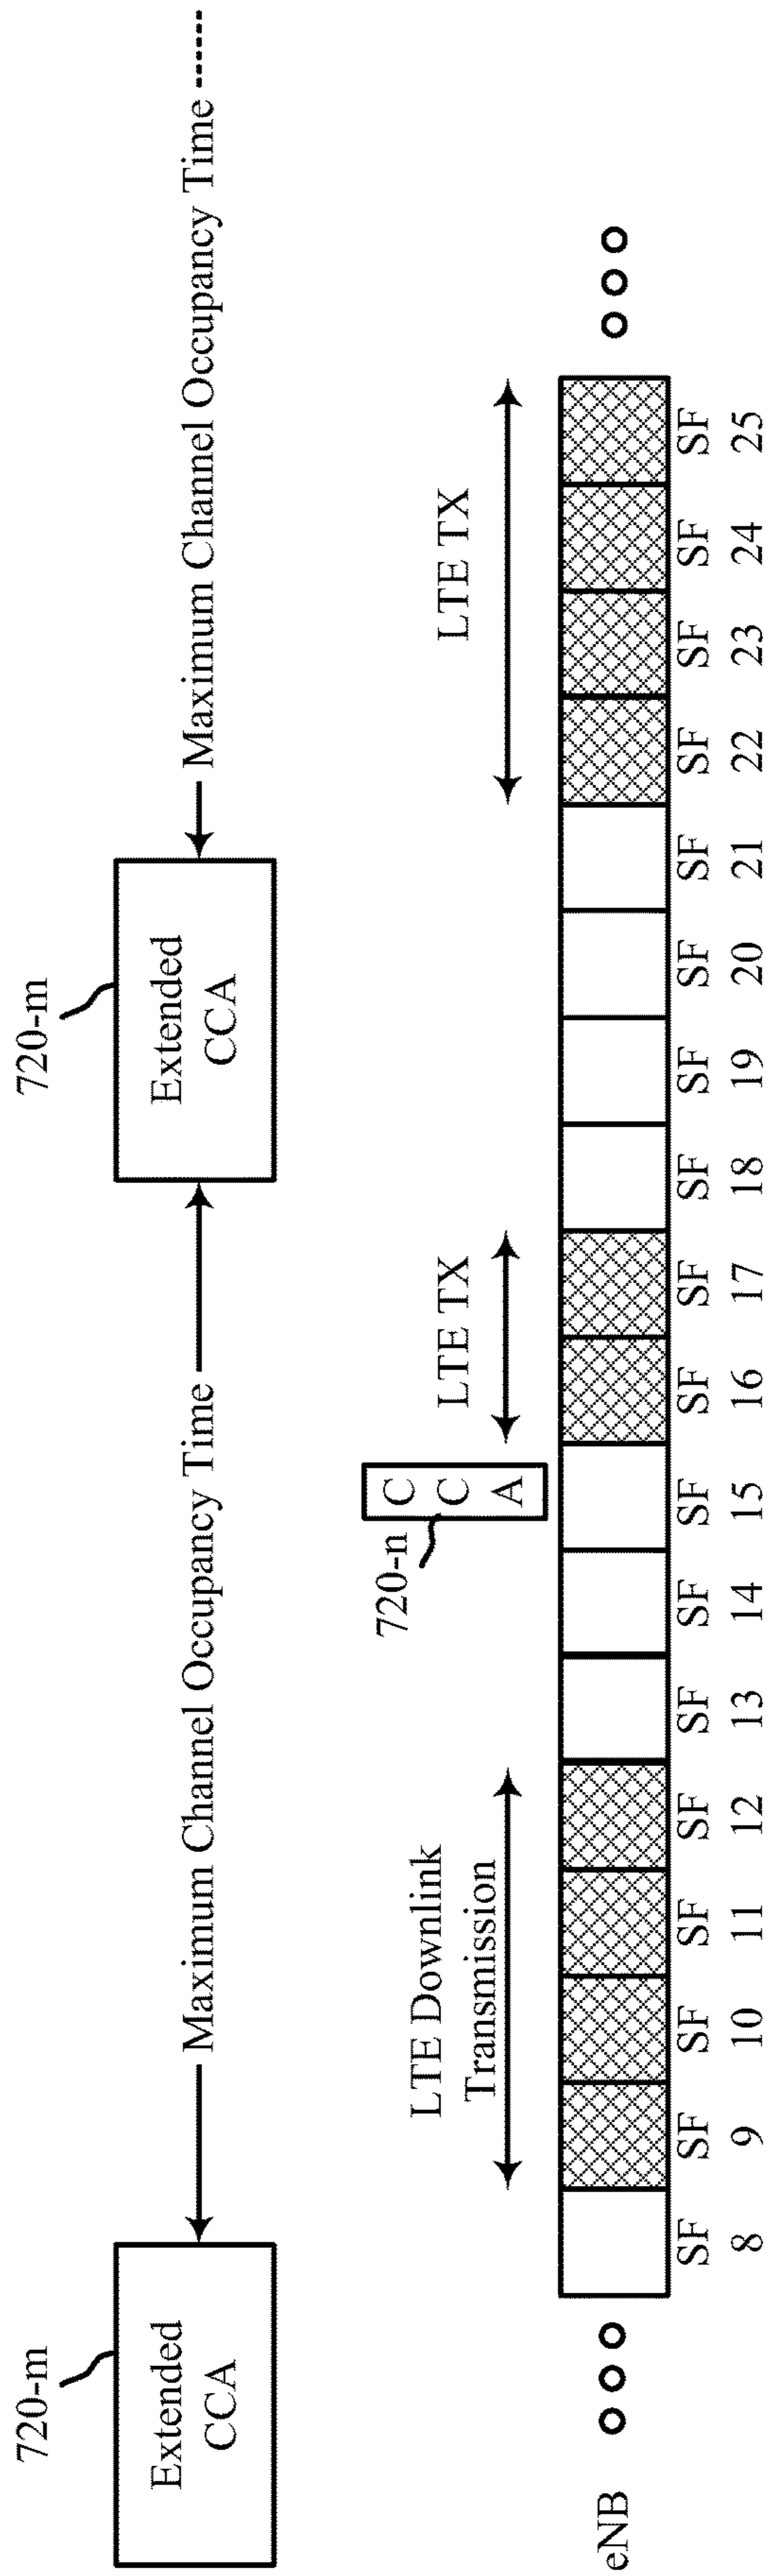 720-m
720-m
Extended
CCA
Maximum Channel Occupancy Time
Extended
CCA
Maximum Channel Occupancy Time ------
720-n
C
C
A
LTE Downlink
Transmission
LTE TX
LTE TX
eNB
SF SF SF SF SF SF SF SF SF SF SF SF SF SF SF SF SF SF
8 9 10 11 12 13 14 15 16 17 18 19 20 21 22 23 24 25